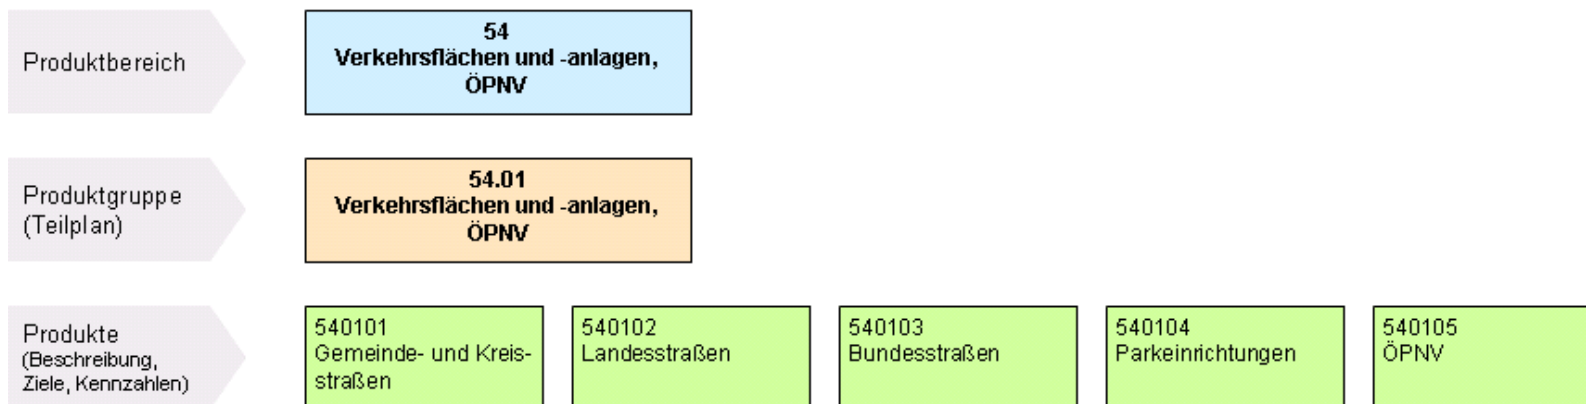 Produktbereich
54
Verkehrsflächen und -anlagen,
ÖPNV
Produktgruppe
(Teilplan)
54.01
Verkehrsflächen und -anlagen,
ÖPNV
Produkte
(Beschreibung,
Ziele, Kennzahlen)
540101
Gemeinde- und Kreis-
straßen
540102
Landesstraßen
540103
Bundesstraßen
540104
Parkeinrichtungen
540105
ÖPNV